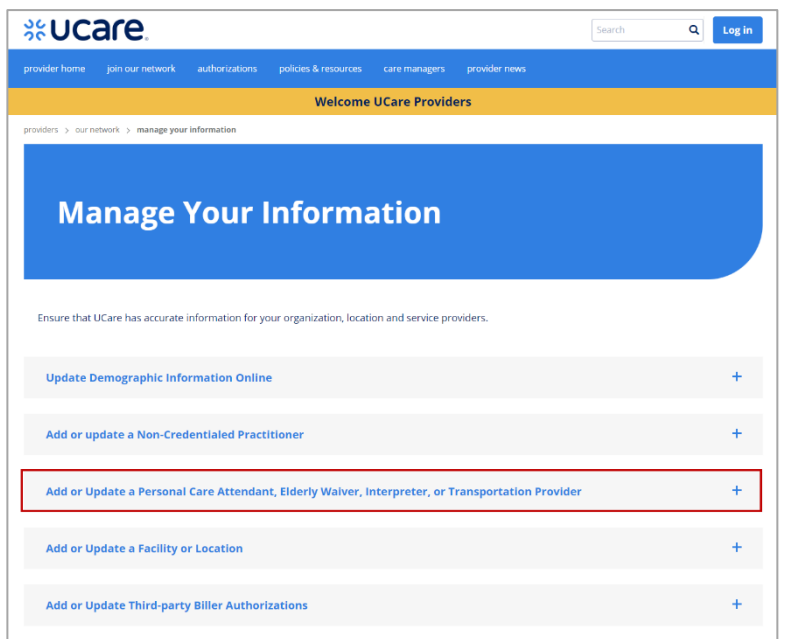 ucare.
Search
Log in
provider home join our network authorizations policies & resources care managers provider news
Welcome UCare Providers
providers > our network > manage your information
Manage Your Information
Ensure that UCare has accurate information for your organization, location and service providers.
Update Demographic Information Online +
Add or update a Non-Credentialed Practitioner +
Add or Update a Personal Care Attendant, Elderly Waiver, Interpreter, or Transportation Provider +
Add or Update a Facility or Location +
Add or Update Third-party Biller Authorizations +